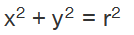 x² + y² = r²